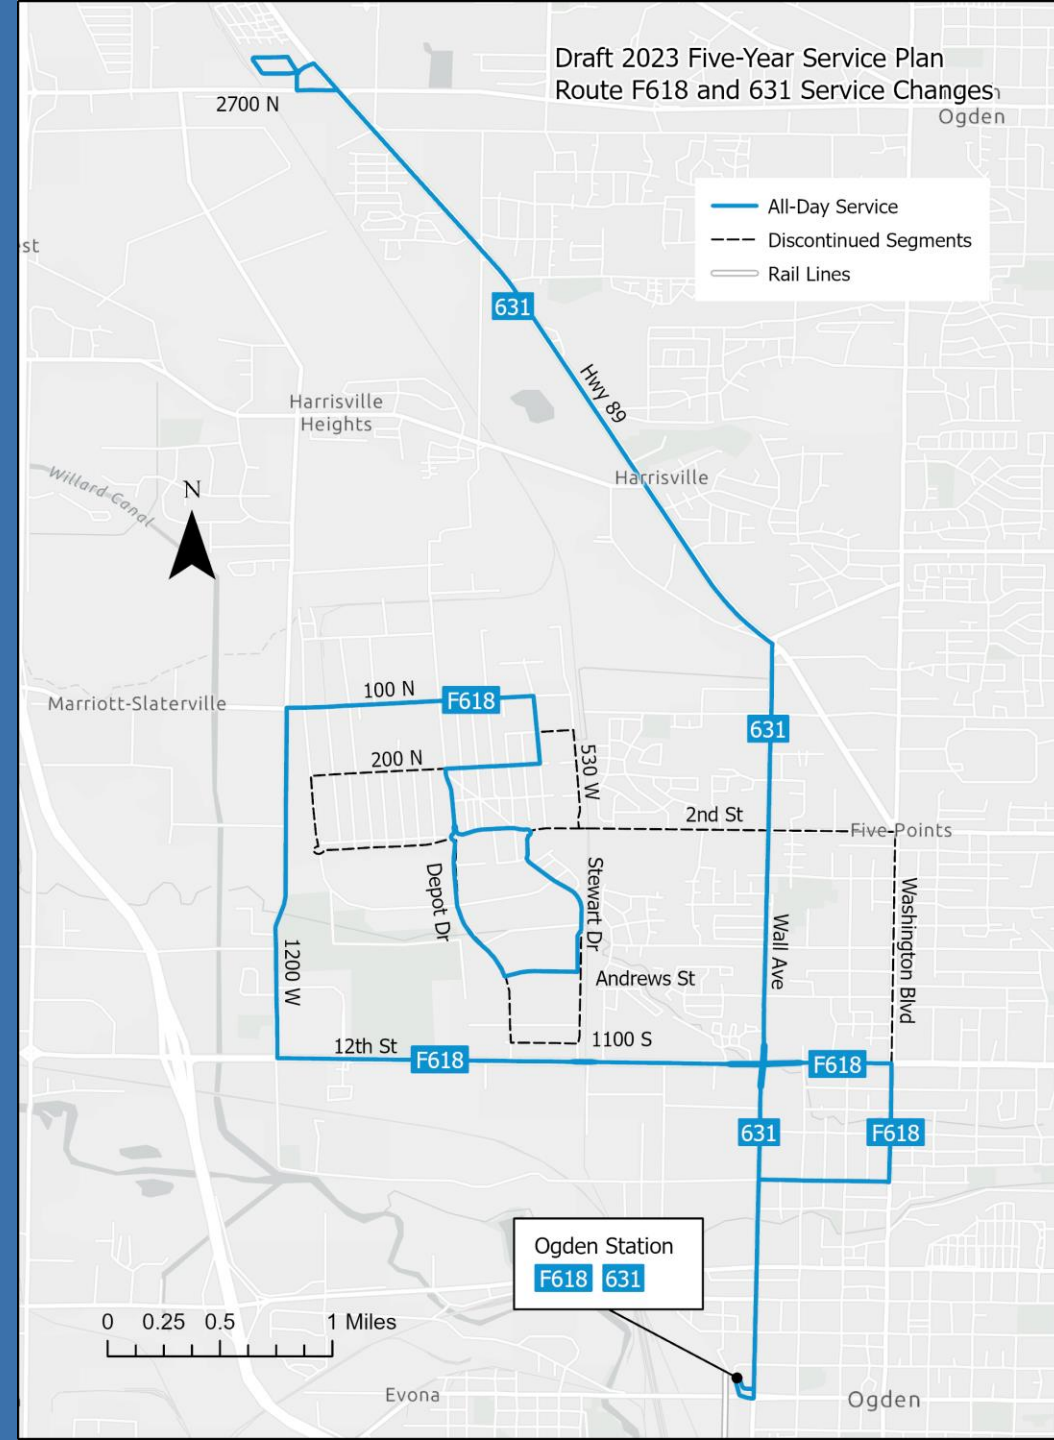 Draft 2023 Five-Year Service Plan
Route F618 and 631 Service Changes
Ogden
2700 N
All-Day Service
Discontinued Segments
Rail Lines
st
631
Hwy 89
Harrisville
Heights
Harrisville
Willard Canal
N
100 N
F618
Marriott-Slaterville
631
200 N
530 W
2nd St
Five-Points
Depot Dr
Stewart Dr
Washington Blvd
Wall Ave
1200 W
Andrews St
1100 S
12th St
F618
F618
631
F618
Ogden Station
F618 631
0 0.25 0.5 1 Miles
Evona
Ogden